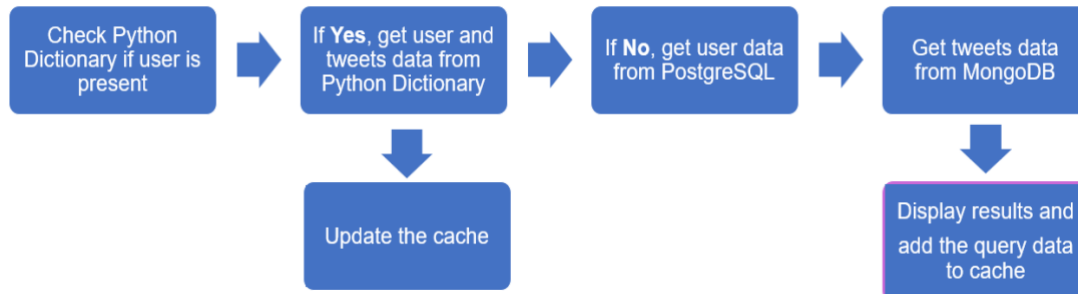 Check Python
Dictionary if user is
present
If Yes, get user and
tweets data from
Python Dictionary
If No, get user data
from PostgreSQL
Get tweets data
from MongoDB
Update the cache
Display results and
add the query data
to cache